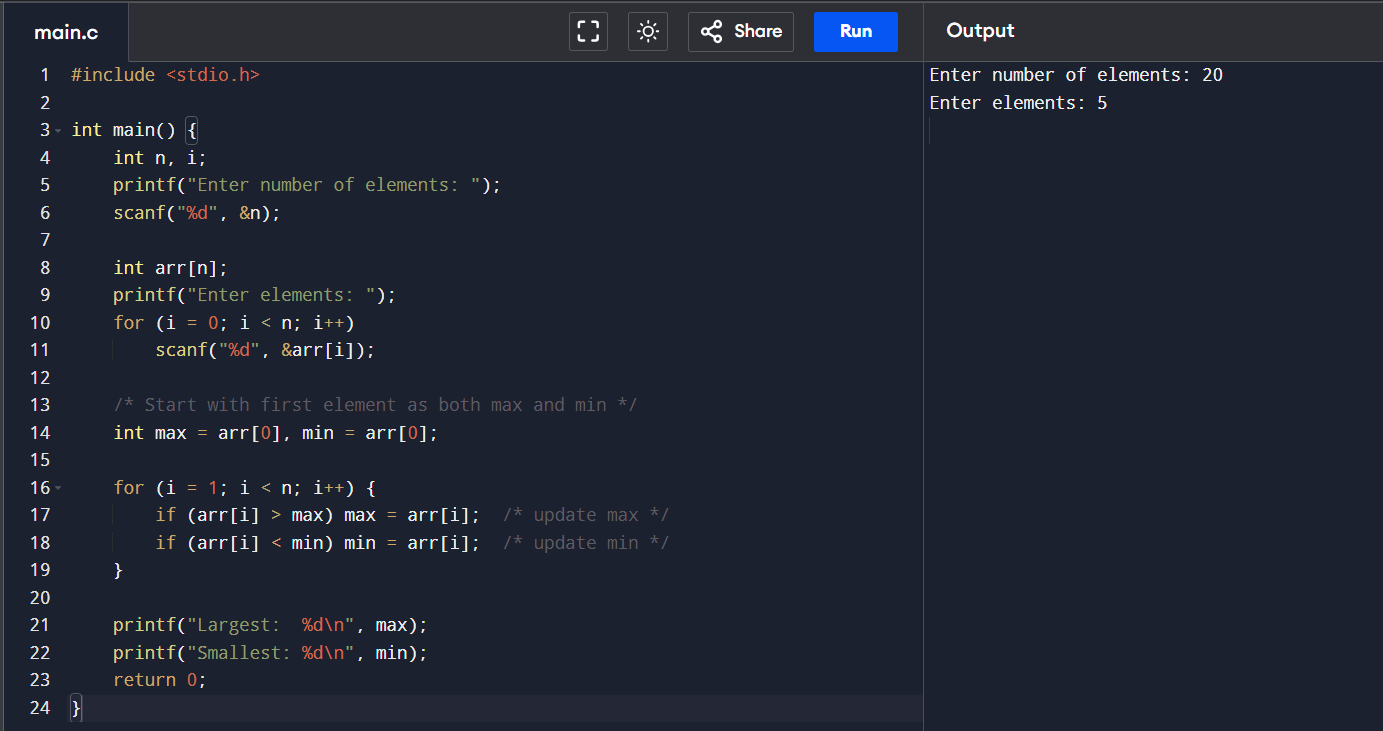 main.c
Share
Run
Output
1 #include <stdio.h>
2
3 int main() {
4     int n, i;
5     printf("Enter number of elements: ");
6     scanf("%d", &n);
7
8     int arr[n];
9     printf("Enter elements: ");
10     for (i = 0; i < n; i++)
11         scanf("%d", &arr[i]);
12
13     /* Start with first element as both max and min */
14     int max = arr[0], min = arr[0];
15
16     for (i = 1; i < n; i++) {
17         if (arr[i] > max) max = arr[i];  /* update max */
18         if (arr[i] < min) min = arr[i];  /* update min */
19     }
20
21     printf("Largest:  %d\n", max);
22     printf("Smallest: %d\n", min);
23     return 0;
24 }
Enter number of elements: 20
Enter elements: 5